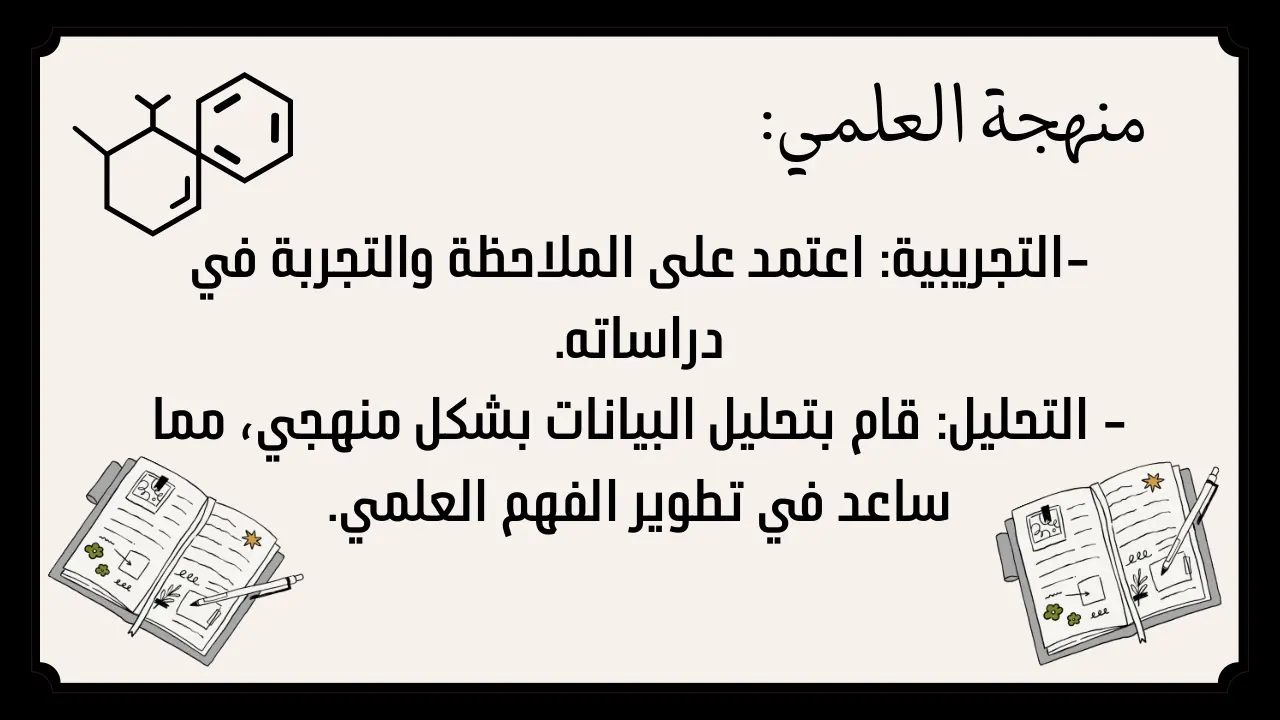 منهجة العلمي:
-التجريبية: اعتمد على الملاحظة والتجربة في
دراساته.
- التحليل: قام بتحليل البيانات بشكل منهجي، مما
ساعد في تطوير الفهم العلمي.